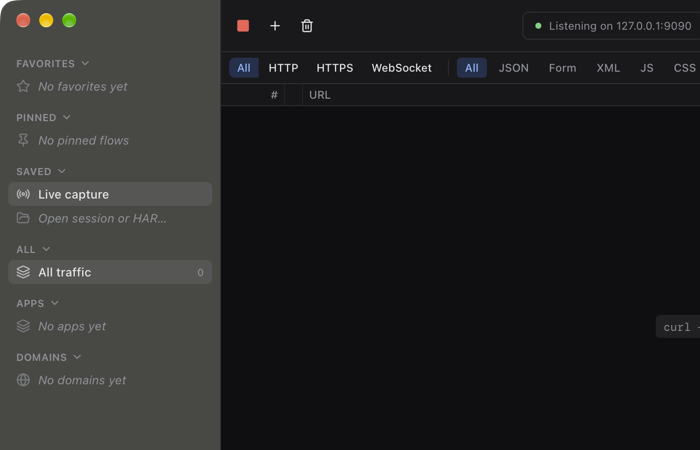 Listening on 127.0.0.1:9090
FAVORITES
No favorites yet
PINNED
No pinned flows
SAVED
Live capture
Open session or HAR...
ALL
All traffic 0
APPS
No apps yet
DOMAINS
No domains yet
All HTTP HTTPS WebSocket All JSON Form XML JS CSS
# URL
curl